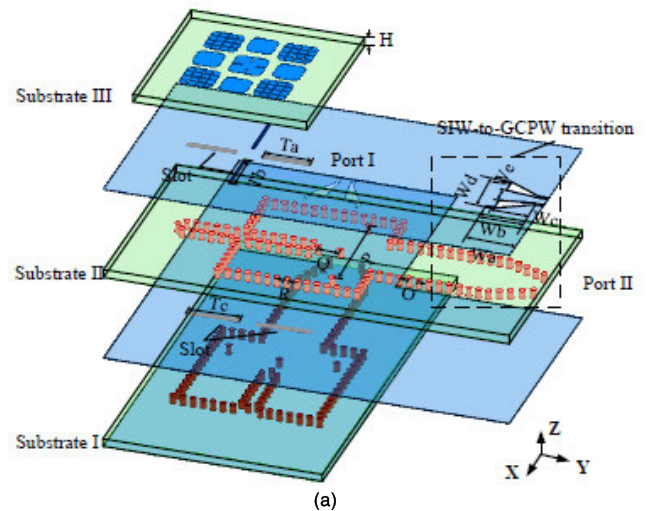 H
Substrate III
SIW-to-GCPW transition
Ta
Port I
Slot
Wd
We
Wc
Wb
Substrate II
Q
R
O
Port II
Tc
Slot
Substrate I
Z
X
Y
(a)